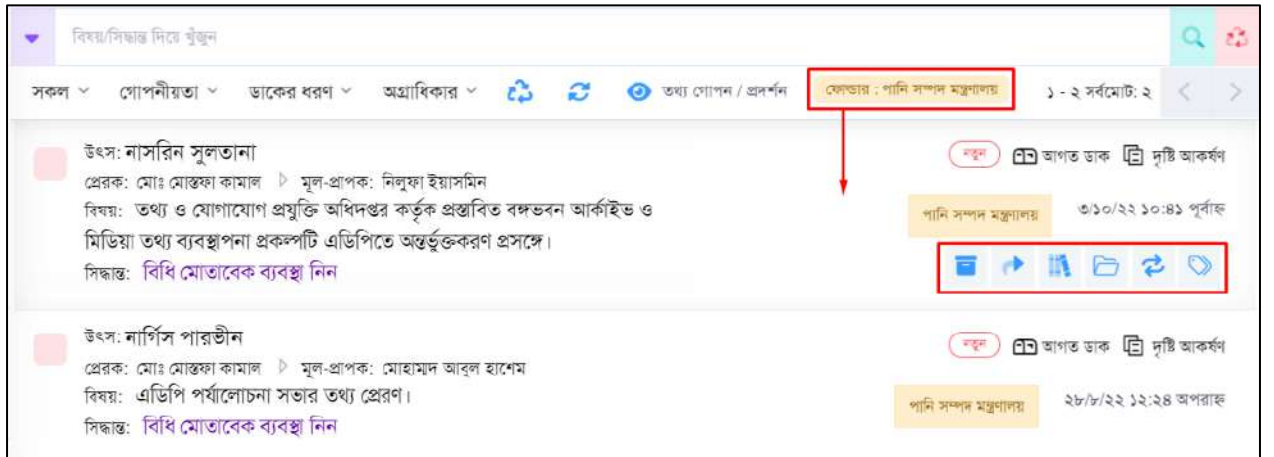 বিষয়/সিদ্ধান্ত দিয়ে খুঁজুন
সকল গোপনীয়তা ডাকের ধরণ অগ্রাধিকার তথ্য গোপন / প্রদর্শন ফোল্ডার : পানি সম্পদ মন্ত্রণালয় ১ - ২ সর্বমোট: ২
উৎস: নাসরিন সুলতানা নতুন আগত ডাক দৃষ্টি আকর্ষণ
প্রেরক: মোঃ মোস্তফা কামাল মূল-প্রাপক: নিলুফা ইয়াসমিন
বিষয়: তথ্য ও যোগাযোগ প্রযুক্তি অধিদপ্তর কর্তৃক প্রস্তাবিত বঙ্গভবন আর্কাইভ ও পানি সম্পদ মন্ত্রণালয় ৩/১০/২২ ১০:৪১ পূর্বাহ্ন
মিডিয়া তথ্য ব্যবস্থাপনা প্রকল্পটি এডিপিতে অন্তর্ভুক্তকরণ প্রসঙ্গে।
সিদ্ধান্ত: বিধি মোতাবেক ব্যবস্থা নিন
উৎস: নার্গিস পারভীন নতুন আগত ডাক দৃষ্টি আকর্ষণ
প্রেরক: মোঃ মোস্তফা কামাল মূল-প্রাপক: মোহাম্মদ আবুল হাশেম
বিষয়: এডিপি পর্যালোচনা সভার তথ্য প্রেরণ। পানি সম্পদ মন্ত্রণালয় ২৮/৮/২২ ১২:২৪ অপরাহ্ন
সিদ্ধান্ত: বিধি মোতাবেক ব্যবস্থা নিন